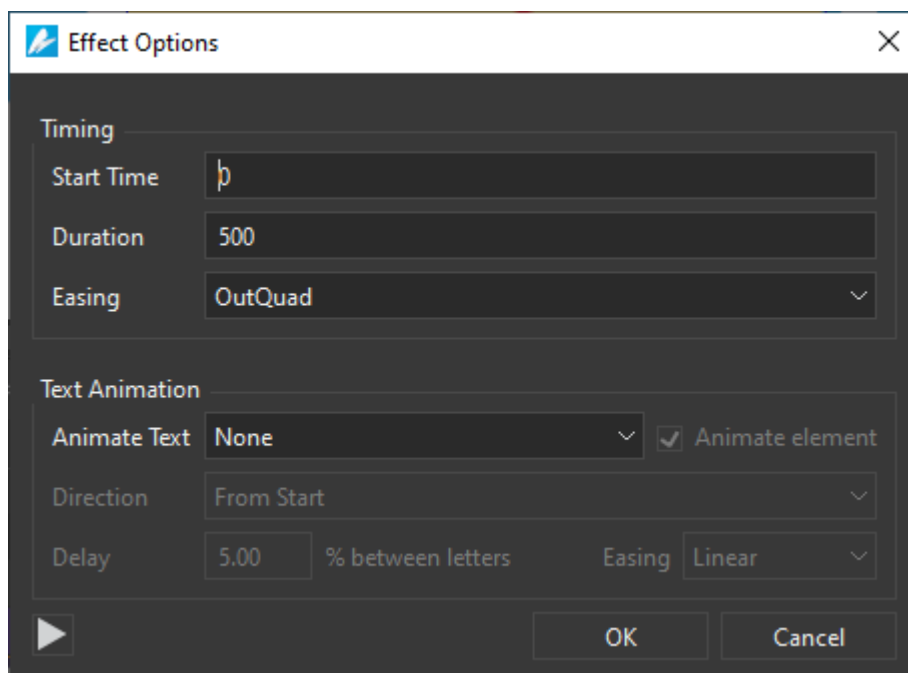 Effect Options
Timing
Start Time 0
Duration 500
Easing OutQuad
Text Animation
Animate Text None Animate element
Direction From Start
Delay 5.00 % between letters Easing Linear
OK Cancel